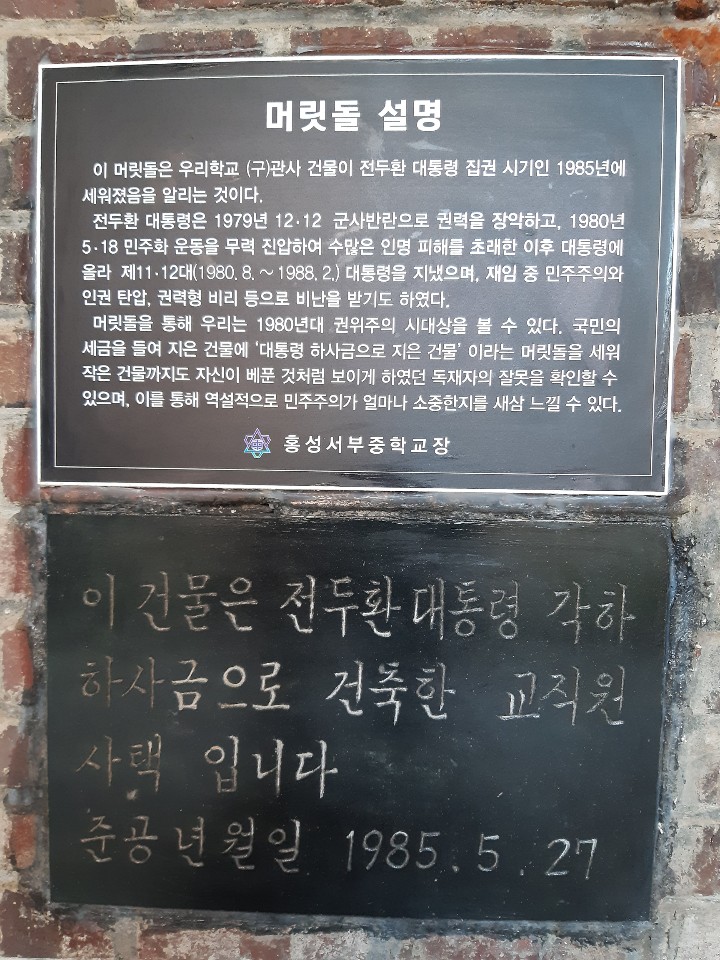 머릿돌 설명
이 머릿돌은 우리학교 (구)관사 건물이 전두환 대통령 집권 시기인 1985년에
세워졌음을 알리는 것이다.
전두환 대통령은 1979년 12·12 군사반란으로 권력을 장악하고, 1980년
5·18 민주화 운동을 무력 진압하여 수많은 인명 피해를 초래한 이후 대통령에
올라 제11·12대(1980. 8. ~ 1988. 2.) 대통령을 지냈으며, 재임 중 민주주의와
인권 탄압, 권력형 비리 등으로 비난을 받기도 하였다.
머릿돌을 통해 우리는 1980년대 권위주의 시대상을 볼 수 있다. 국민의
세금을 들여 지은 건물에 '대통령 하사금으로 지은 건물' 이라는 머릿돌을 세워
작은 건물까지도 자신이 베푼 것처럼 보이게 하였던 독재자의 잘못을 확인할 수
있으며, 이를 통해 역설적으로 민주주의가 얼마나 소중한지를 새삼 느낄 수 있다.
홍성서부중학교장
이 건물은 전두환대통령 각하
하사금으로 건축한 교직원
사택 입니다
준공년월일 1985. 5. 27